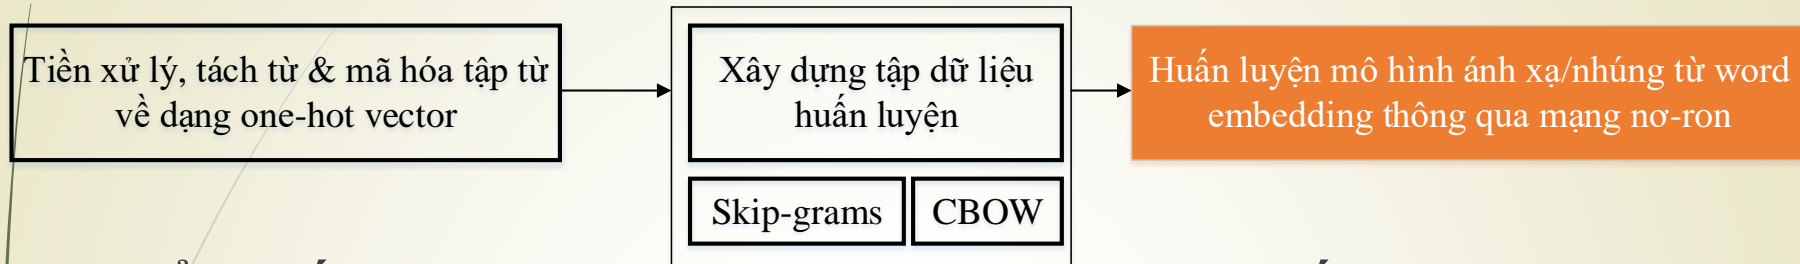 Tiền xử lý, tách từ & mã hóa tập từ
về dạng one-hot vector
Xây dựng tập dữ liệu
huấn luyện
Skip-grams
CBOW
Huấn luyện mô hình ánh xạ/nhúng từ word
embedding thông qua mạng nơ-ron